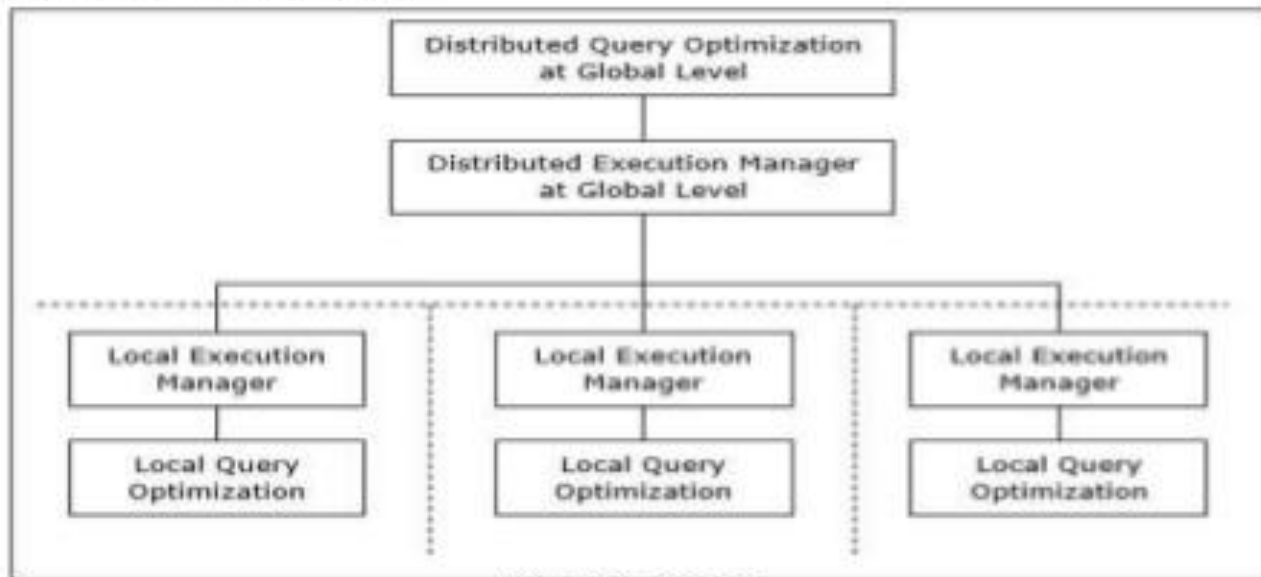 Distributed Query Optimization
at Global Level
Distributed Execution Manager
at Global Level
Local Execution
Manager
Local Execution
Manager
Local Execution
Manager
Local Query
Optimization
Local Query
Optimization
Local Query
Optimization